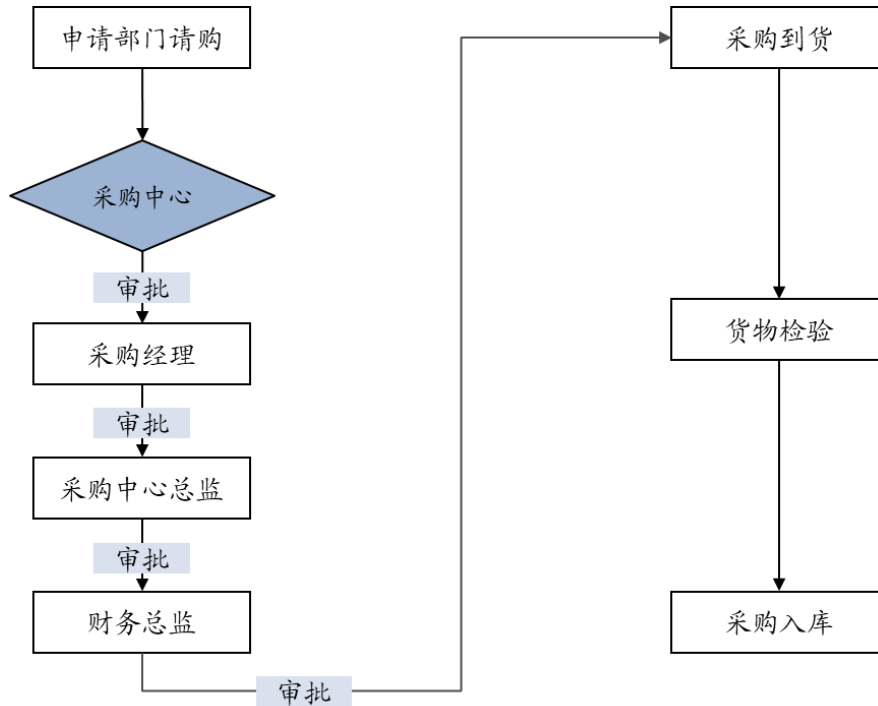 申请部门请购
采购中心
审批
采购经理
审批
采购中心总监
审批
财务总监
审批
采购到货
货物检验
采购入库